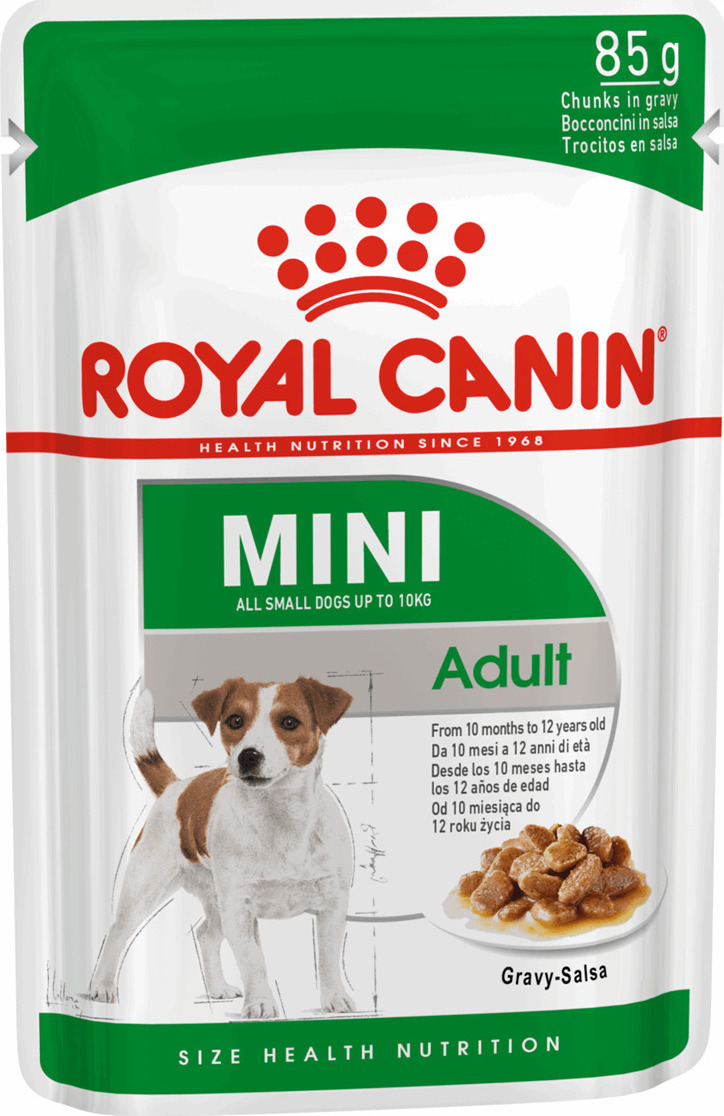 85 g
Chunks in gravy
Bocconcini in salsa
Trocitos en salsa
ROYAL CANIN®
HEALTH NUTRITION SINCE 1968
MINI
ALL SMALL DOGS UP TO 10KG
Adult
From 10 months to 12 years old
Da 10 mesi a 12 anni di età
Desde los 10 meses hasta
los 12 años de edad
Od 10 miesiąca do
12 roku życia
Gravy-Salsa
SIZE HEALTH NUTRITION